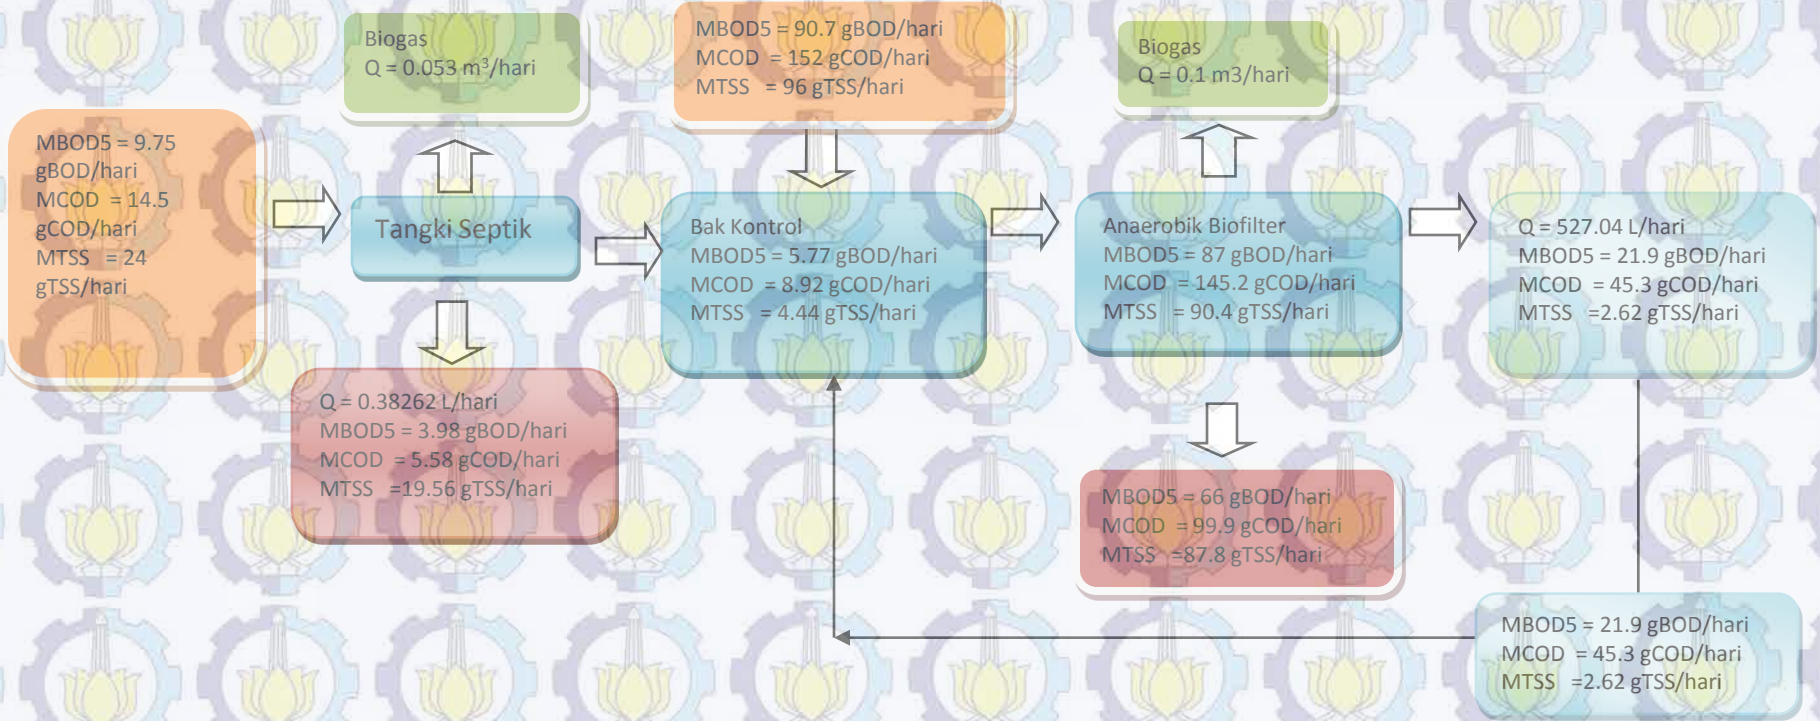 MBOD5 = 9.75
gBOD/hari
MCOD = 14.5
gCOD/hari
MTSS = 24
gTSS/hari
Biogas
Q = 0.053 m³/hari
Tangki Septik
Q = 0.38262 L/hari
MBOD5 = 3.98 gBOD/hari
MCOD = 5.58 gCOD/hari
MTSS =19.56 gTSS/hari
MBOD5 = 90.7 gBOD/hari
MCOD = 152 gCOD/hari
MTSS = 96 gTSS/hari
Bak Kontrol
MBOD5 = 5.77 gBOD/hari
MCOD = 8.92 gCOD/hari
MTSS = 4.44 gTSS/hari
Biogas
Q = 0.1 m3/hari
Anaerobik Biofilter
MBOD5 = 87 gBOD/hari
MCOD = 145.2 gCOD/hari
MTSS = 90.4 gTSS/hari
MBOD5 = 66 gBOD/hari
MCOD = 99.9 gCOD/hari
MTSS =87.8 gTSS/hari
Q = 527.04 L/hari
MBOD5 = 21.9 gBOD/hari
MCOD = 45.3 gCOD/hari
MTSS =2.62 gTSS/hari
MBOD5 = 21.9 gBOD/hari
MCOD = 45.3 gCOD/hari
MTSS =2.62 gTSS/hari